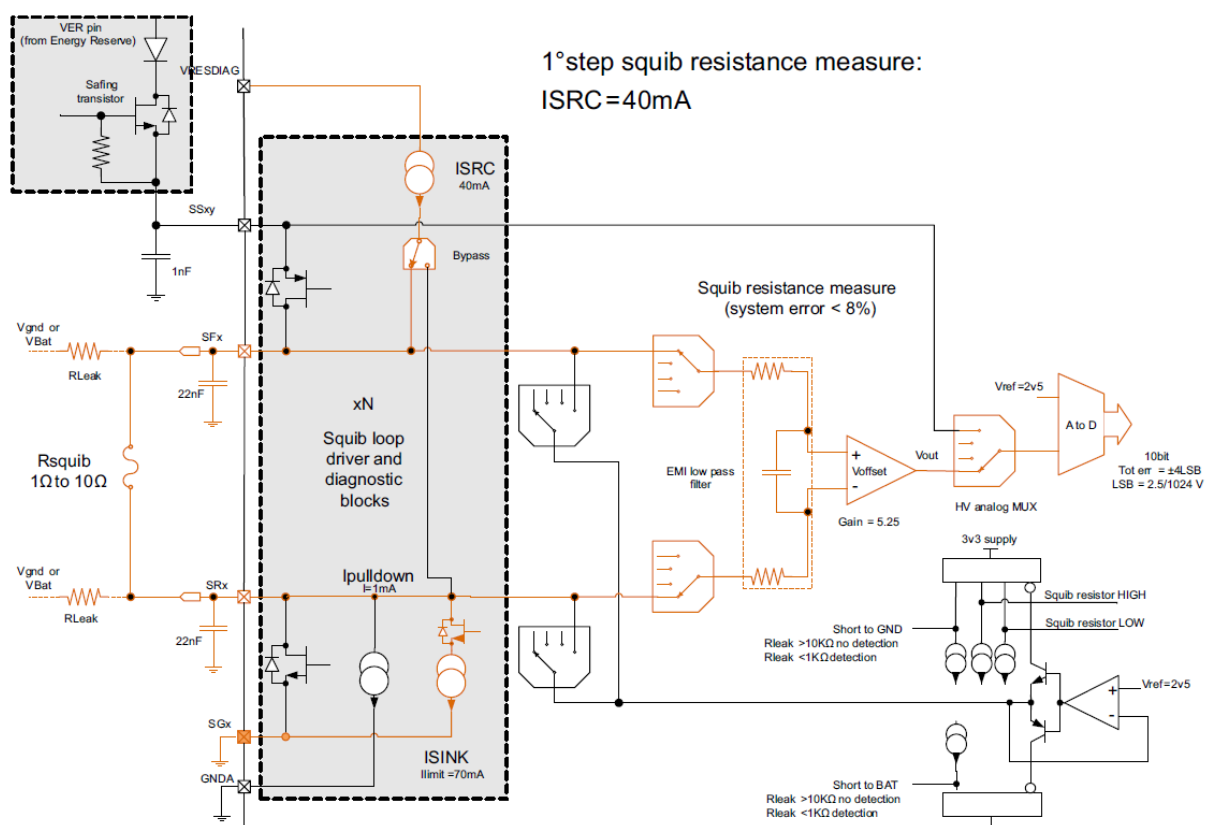 VER pin
(from Energy Reserve)
1°step squib resistance measure:
ISRC=40mA
VRESDIAG
Safing
transistor
ISRC
40mA
SSxy
Bypass
1nF
Squib resistance measure
(system error < 8%)
Vgnd or
VBat
SFx
RLeak
22nF
Vref=2v5
xN
Squib loop
driver and
diagnostic
blocks
A to D
Rsquib
1Ω to 10Ω
EMI low pass
filter
+
Voffset
-
Vout
10bit
Tot err = ±4LSB
LSB = 2.5/1024 V
Gain = 5.25
HV analog MUX
3v3 supply
Vgnd or
VBat
SRx
Ipulldown
I=1mA
RLeak
22nF
Squib resistor HIGH
Squib resistor LOW
Short to GND
Rleak >10KΩ no detection
Rleak <1KΩ detection
+
-
Vref=2v5
SGx
ISINK
Ilimit =70mA
GNDA
Short to BAT
Rleak >10KΩ no detection
Rleak <1KΩ detection